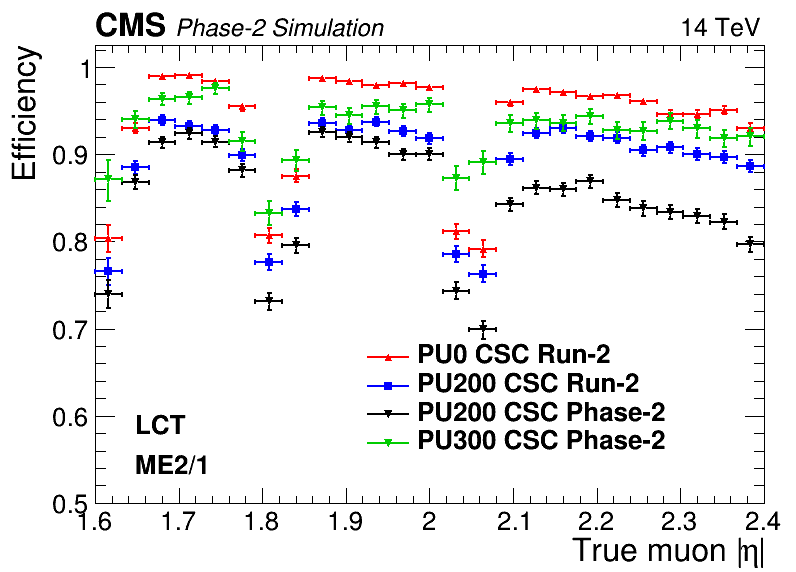 CMS Phase-2 Simulation 14 TeV
Efficiency
1
0.9
0.8
0.7
0.6
0.5
PU0 CSC Run-2
PU200 CSC Run-2
PU200 CSC Phase-2
PU300 CSC Phase-2
LCT
ME2/1
1.6 1.7 1.8 1.9 2 2.1 2.2 2.3 2.4
True muon |η|